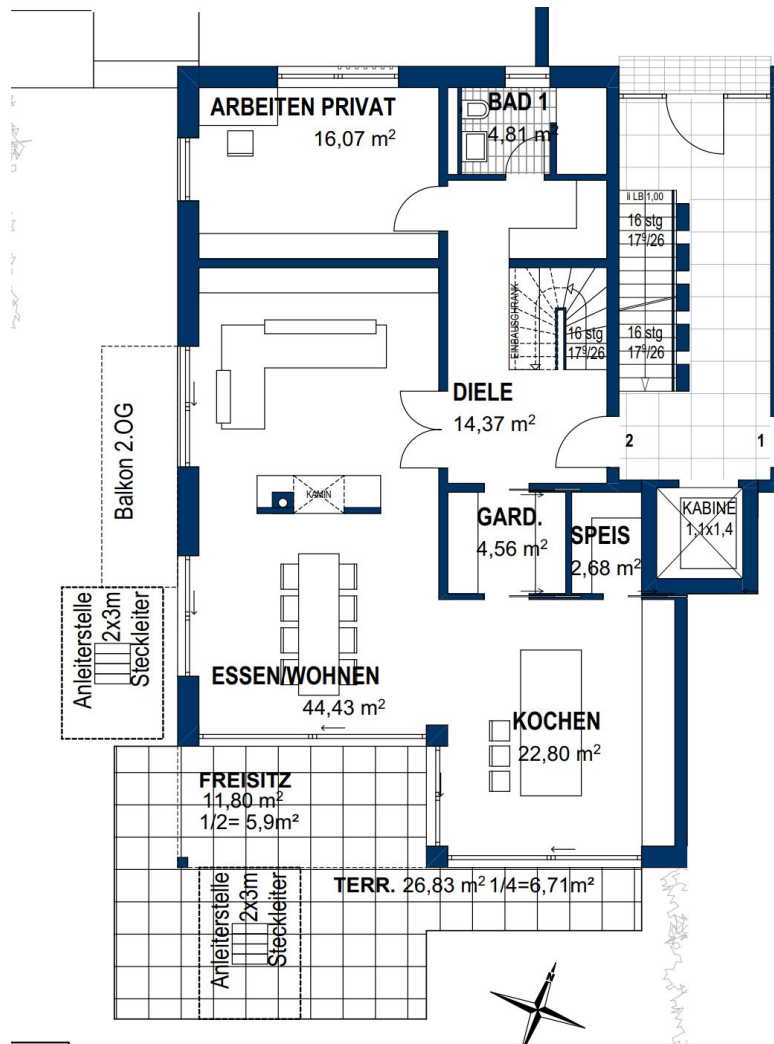 ARBEITEN PRIVAT
16,07 m²
BAD 1
4,81 m²
li LB 1,00
16 stg
17⁹/26
16 stg
17⁹/26
EINBAUSCHRANK
16 stg
17⁹/26
DIELE
14,37 m²
2
1
Balkon 2.OG
KAMIN
GARD.
4,56 m²
SPEIS
2,68 m²
KABINE
1,1x1,4
Anleiterstelle
2x3m
Steckleiter
ESSEN/WOHNEN
44,43 m²
KOCHEN
22,80 m²
FREISITZ
11,80 m²
1/2= 5,9m²
TERR. 26,83 m² 1/4=6,71m²
Anleiterstelle
2x3m
Steckleiter
N